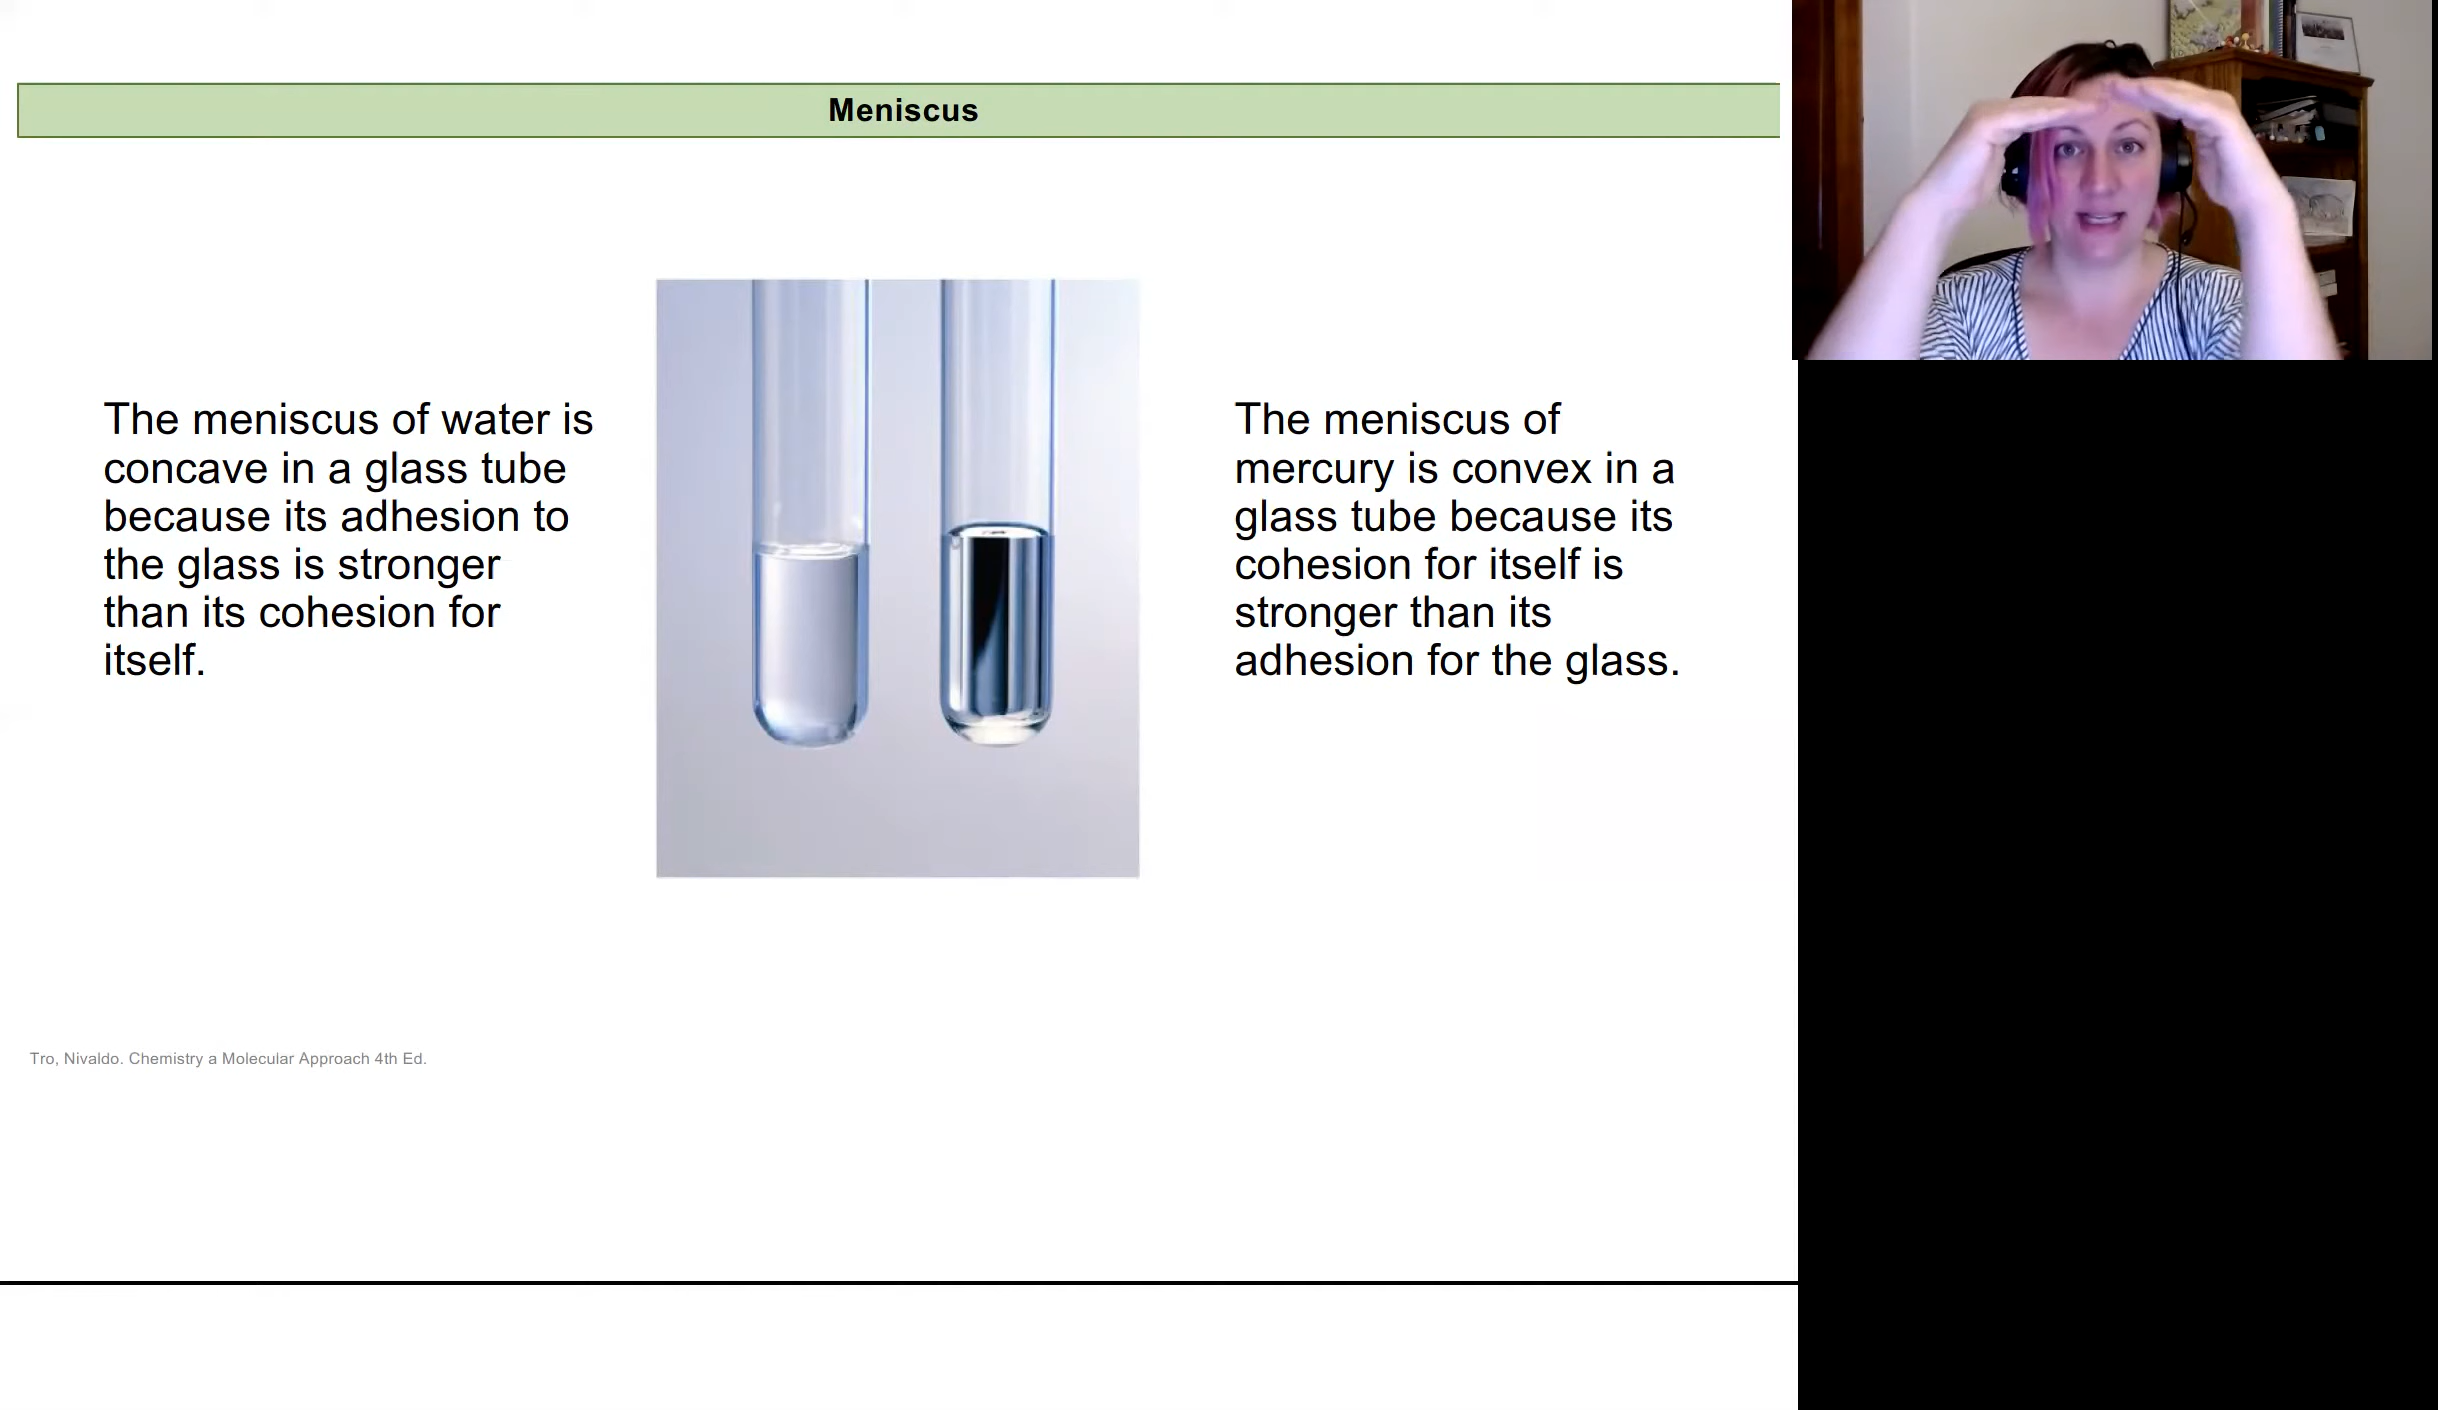 Meniscus
The meniscus of water is
concave in a glass tube
because its adhesion to
the glass is stronger
than its cohesion for
itself.
The meniscus of
mercury is convex in a
glass tube because its
cohesion for itself is
stronger than its
adhesion for the glass.
Tro, Nivaldo. Chemistry a Molecular Approach 4th Ed.